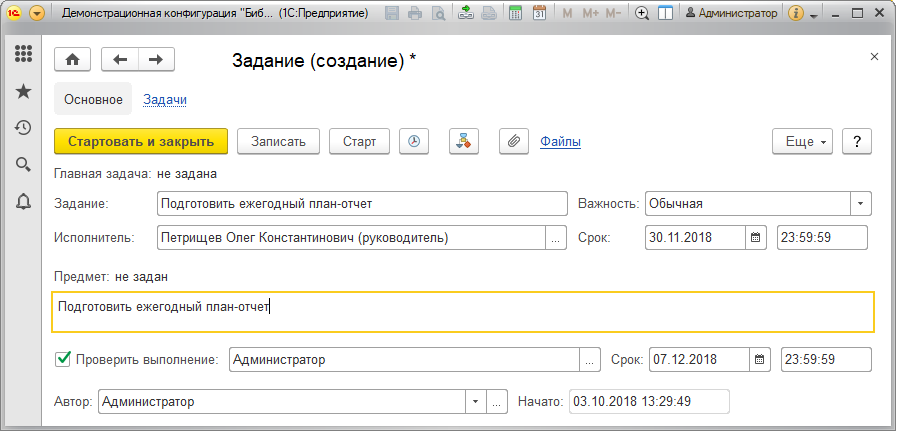 1С Демонстрационная конфигурация "Биб... (1С:Предприятие) 31 M M+ M- Администратор i
Задание (создание) *
Основное Задачи
Стартовать и закрыть Записать Старт Файлы Еще ?
Главная задача: не задана
Задание: Подготовить ежегодный план-отчет Важность: Обычная
Исполнитель: Петрищев Олег Константинович (руководитель) ... Срок: 30.11.2018 23:59:59
Предмет: не задан
Подготовить ежегодный план-отчет
Проверить выполнение: Администратор ... Срок: 07.12.2018 23:59:59
Автор: Администратор ... Начато: 03.10.2018 13:29:49